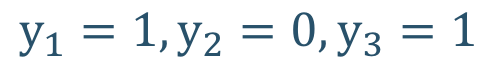 y₁ = 1, y₂ = 0, y₃ = 1